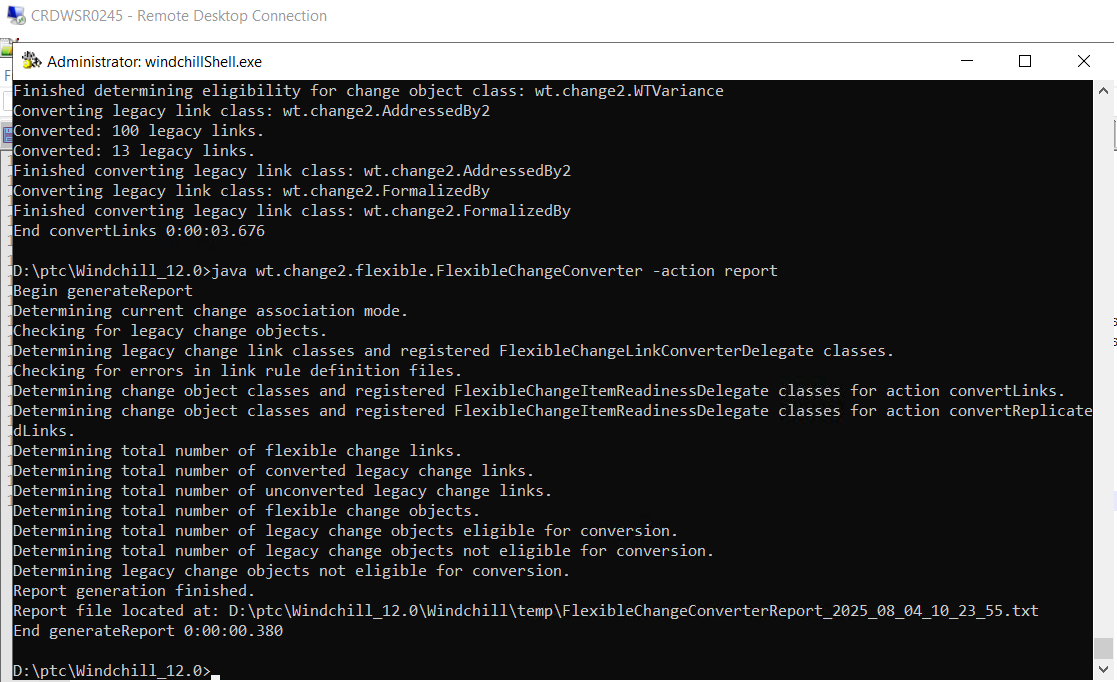 CRDWSR0245 - Remote Desktop Connection
Administrator: windchillShell.exe
Finished determining eligibility for change object class: wt.change2.WTVariance
Converting legacy link class: wt.change2.AddressedBy2
Converted: 100 legacy links.
Converted: 13 legacy links.
Finished converting legacy link class: wt.change2.AddressedBy2
Converting legacy link class: wt.change2.FormalizedBy
Finished converting legacy link class: wt.change2.FormalizedBy
End convertLinks 0:00:03.676
D:\ptc\Windchill_12.0>java wt.change2.flexible.FlexibleChangeConverter -action report
Begin generateReport
Determining current change association mode.
Checking for legacy change objects.
Determining legacy change link classes and registered FlexibleChangeLinkConverterDelegate classes.
Checking for errors in link rule definition files.
Determining change object classes and registered FlexibleChangeItemReadinessDelegate classes for action convertLinks.
Determining change object classes and registered FlexibleChangeItemReadinessDelegate classes for action convertReplicate
dLinks.
Determining total number of flexible change links.
Determining total number of converted legacy change links.
Determining total number of unconverted legacy change links.
Determining total number of flexible change objects.
Determining total number of legacy change objects eligible for conversion.
Determining total number of legacy change objects not eligible for conversion.
Determining legacy change objects not eligible for conversion.
Report generation finished.
Report file located at: D:\ptc\Windchill_12.0\Windchill\temp\FlexibleChangeConverterReport_2025_08_04_10_23_55.txt
End generateReport 0:00:00.380
D:\ptc\Windchill_12.0>